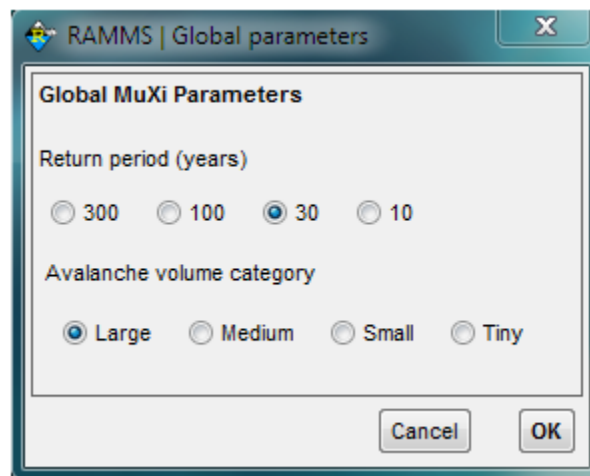 RAMMS | Global parameters
Global MuXi Parameters
Return period (years)
300 100 30 10
Avalanche volume category
Large Medium Small Tiny
Cancel OK